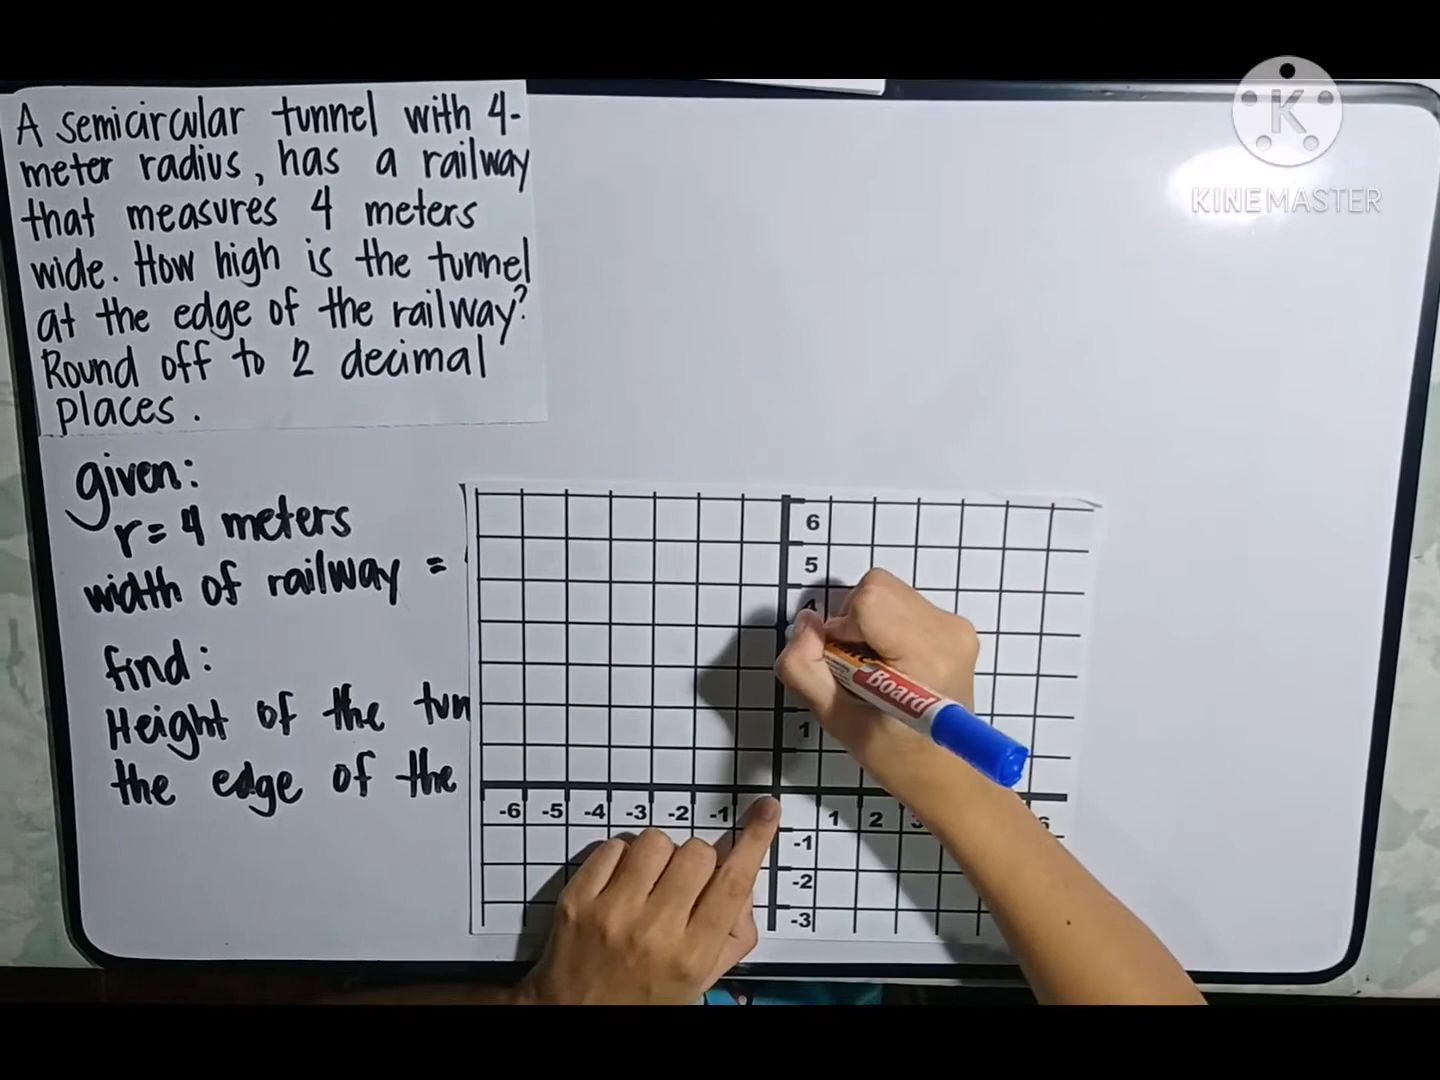 A semicircular tunnel with 4-
meter radius, has a railway
that measures 4 meters
wide. How high is the tunnel
at the edge of the railway?
Round off to 2 decimal
places.
given:
r = 4 meters
width of railway =
find:
Height of the
the edge of the
6
5
4
1
-6 -5 -4 -3 -2 -1 1 2
-1
-2
-3
Board
K
KINEMASTER